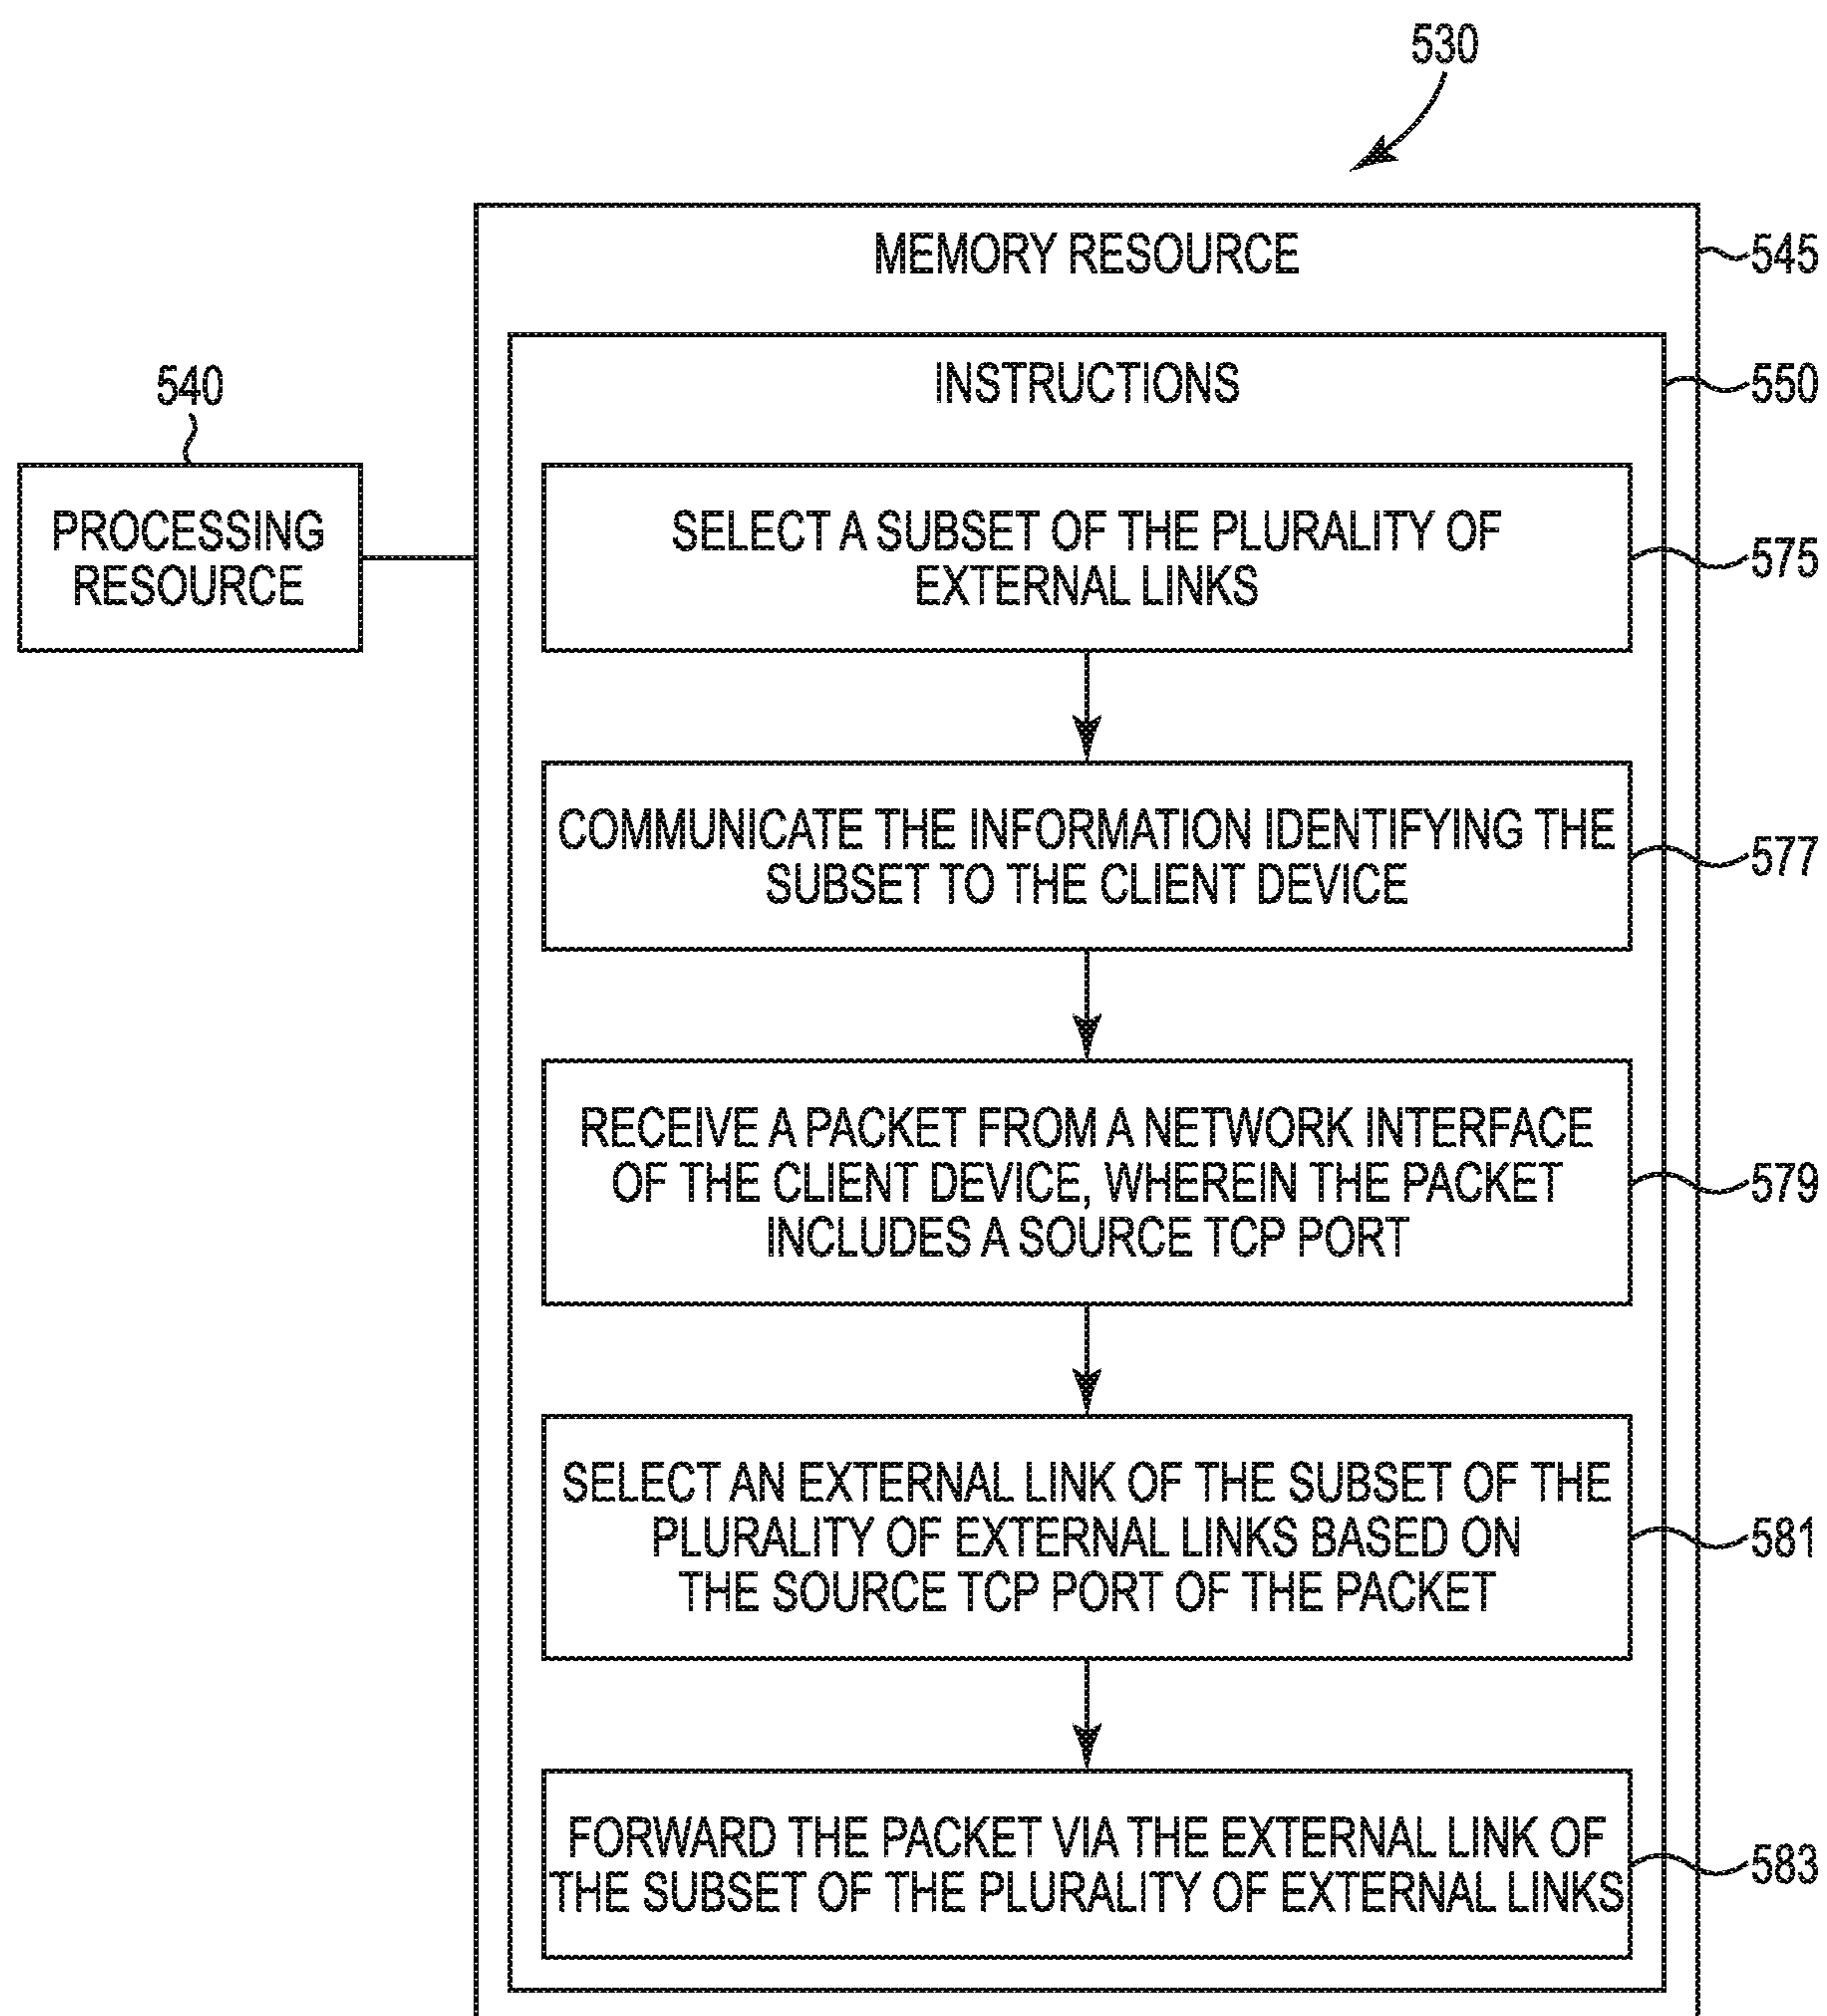 530
MEMORY RESOURCE
545
INSTRUCTIONS
550
540
PROCESSING
RESOURCE
SELECT A SUBSET OF THE PLURALITY OF
EXTERNAL LINKS
575
COMMUNICATE THE INFORMATION IDENTIFYING THE
SUBSET TO THE CLIENT DEVICE
577
RECEIVE A PACKET FROM A NETWORK INTERFACE
OF THE CLIENT DEVICE, WHEREIN THE PACKET
INCLUDES A SOURCE TCP PORT
579
SELECT AN EXTERNAL LINK OF THE SUBSET OF THE
PLURALITY OF EXTERNAL LINKS BASED ON
THE SOURCE TCP PORT OF THE PACKET
581
FORWARD THE PACKET VIA THE EXTERNAL LINK OF
THE SUBSET OF THE PLURALITY OF EXTERNAL LINKS
583